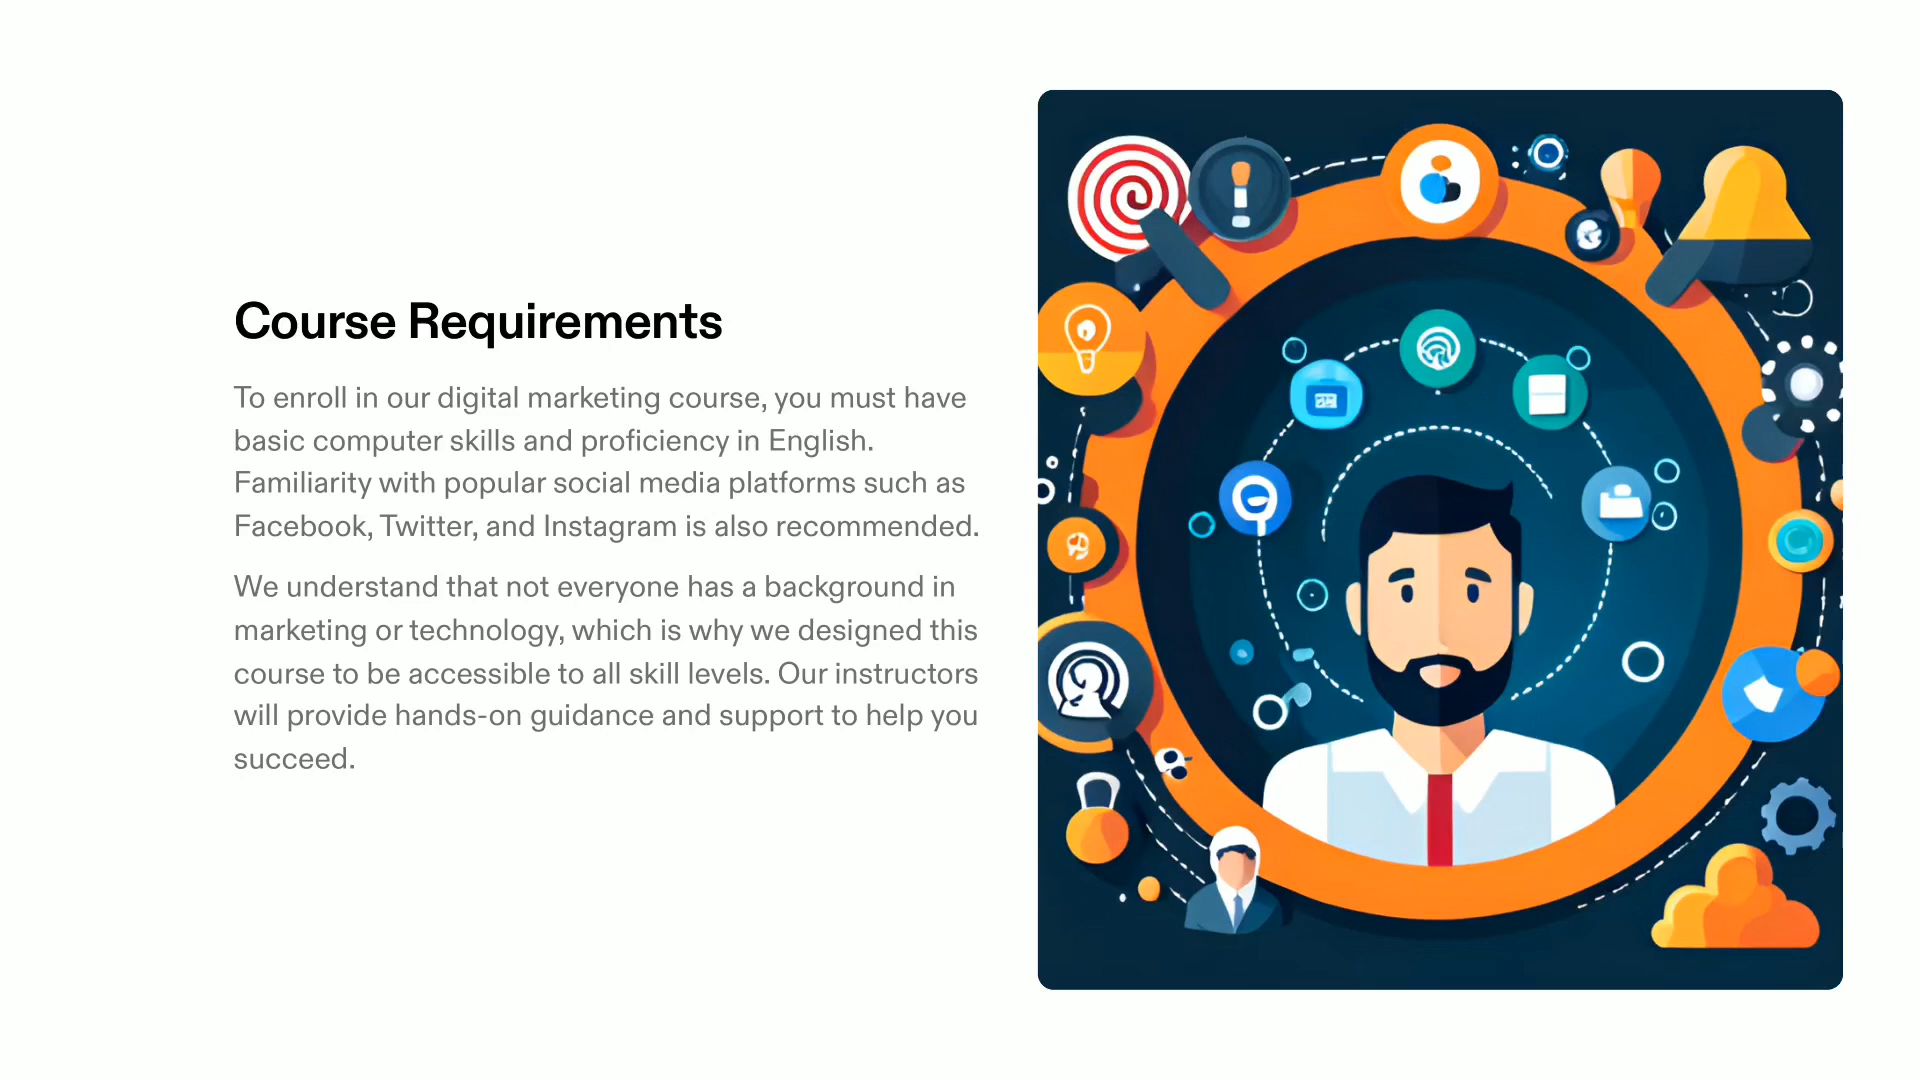 Course Requirements
To enroll in our digital marketing course, you must have
basic computer skills and proficiency in English.
Familiarity with popular social media platforms such as
Facebook, Twitter, and Instagram is also recommended.
We understand that not everyone has a background in
marketing or technology, which is why we designed this
course to be accessible to all skill levels. Our instructors
will provide hands-on guidance and support to help you
succeed.